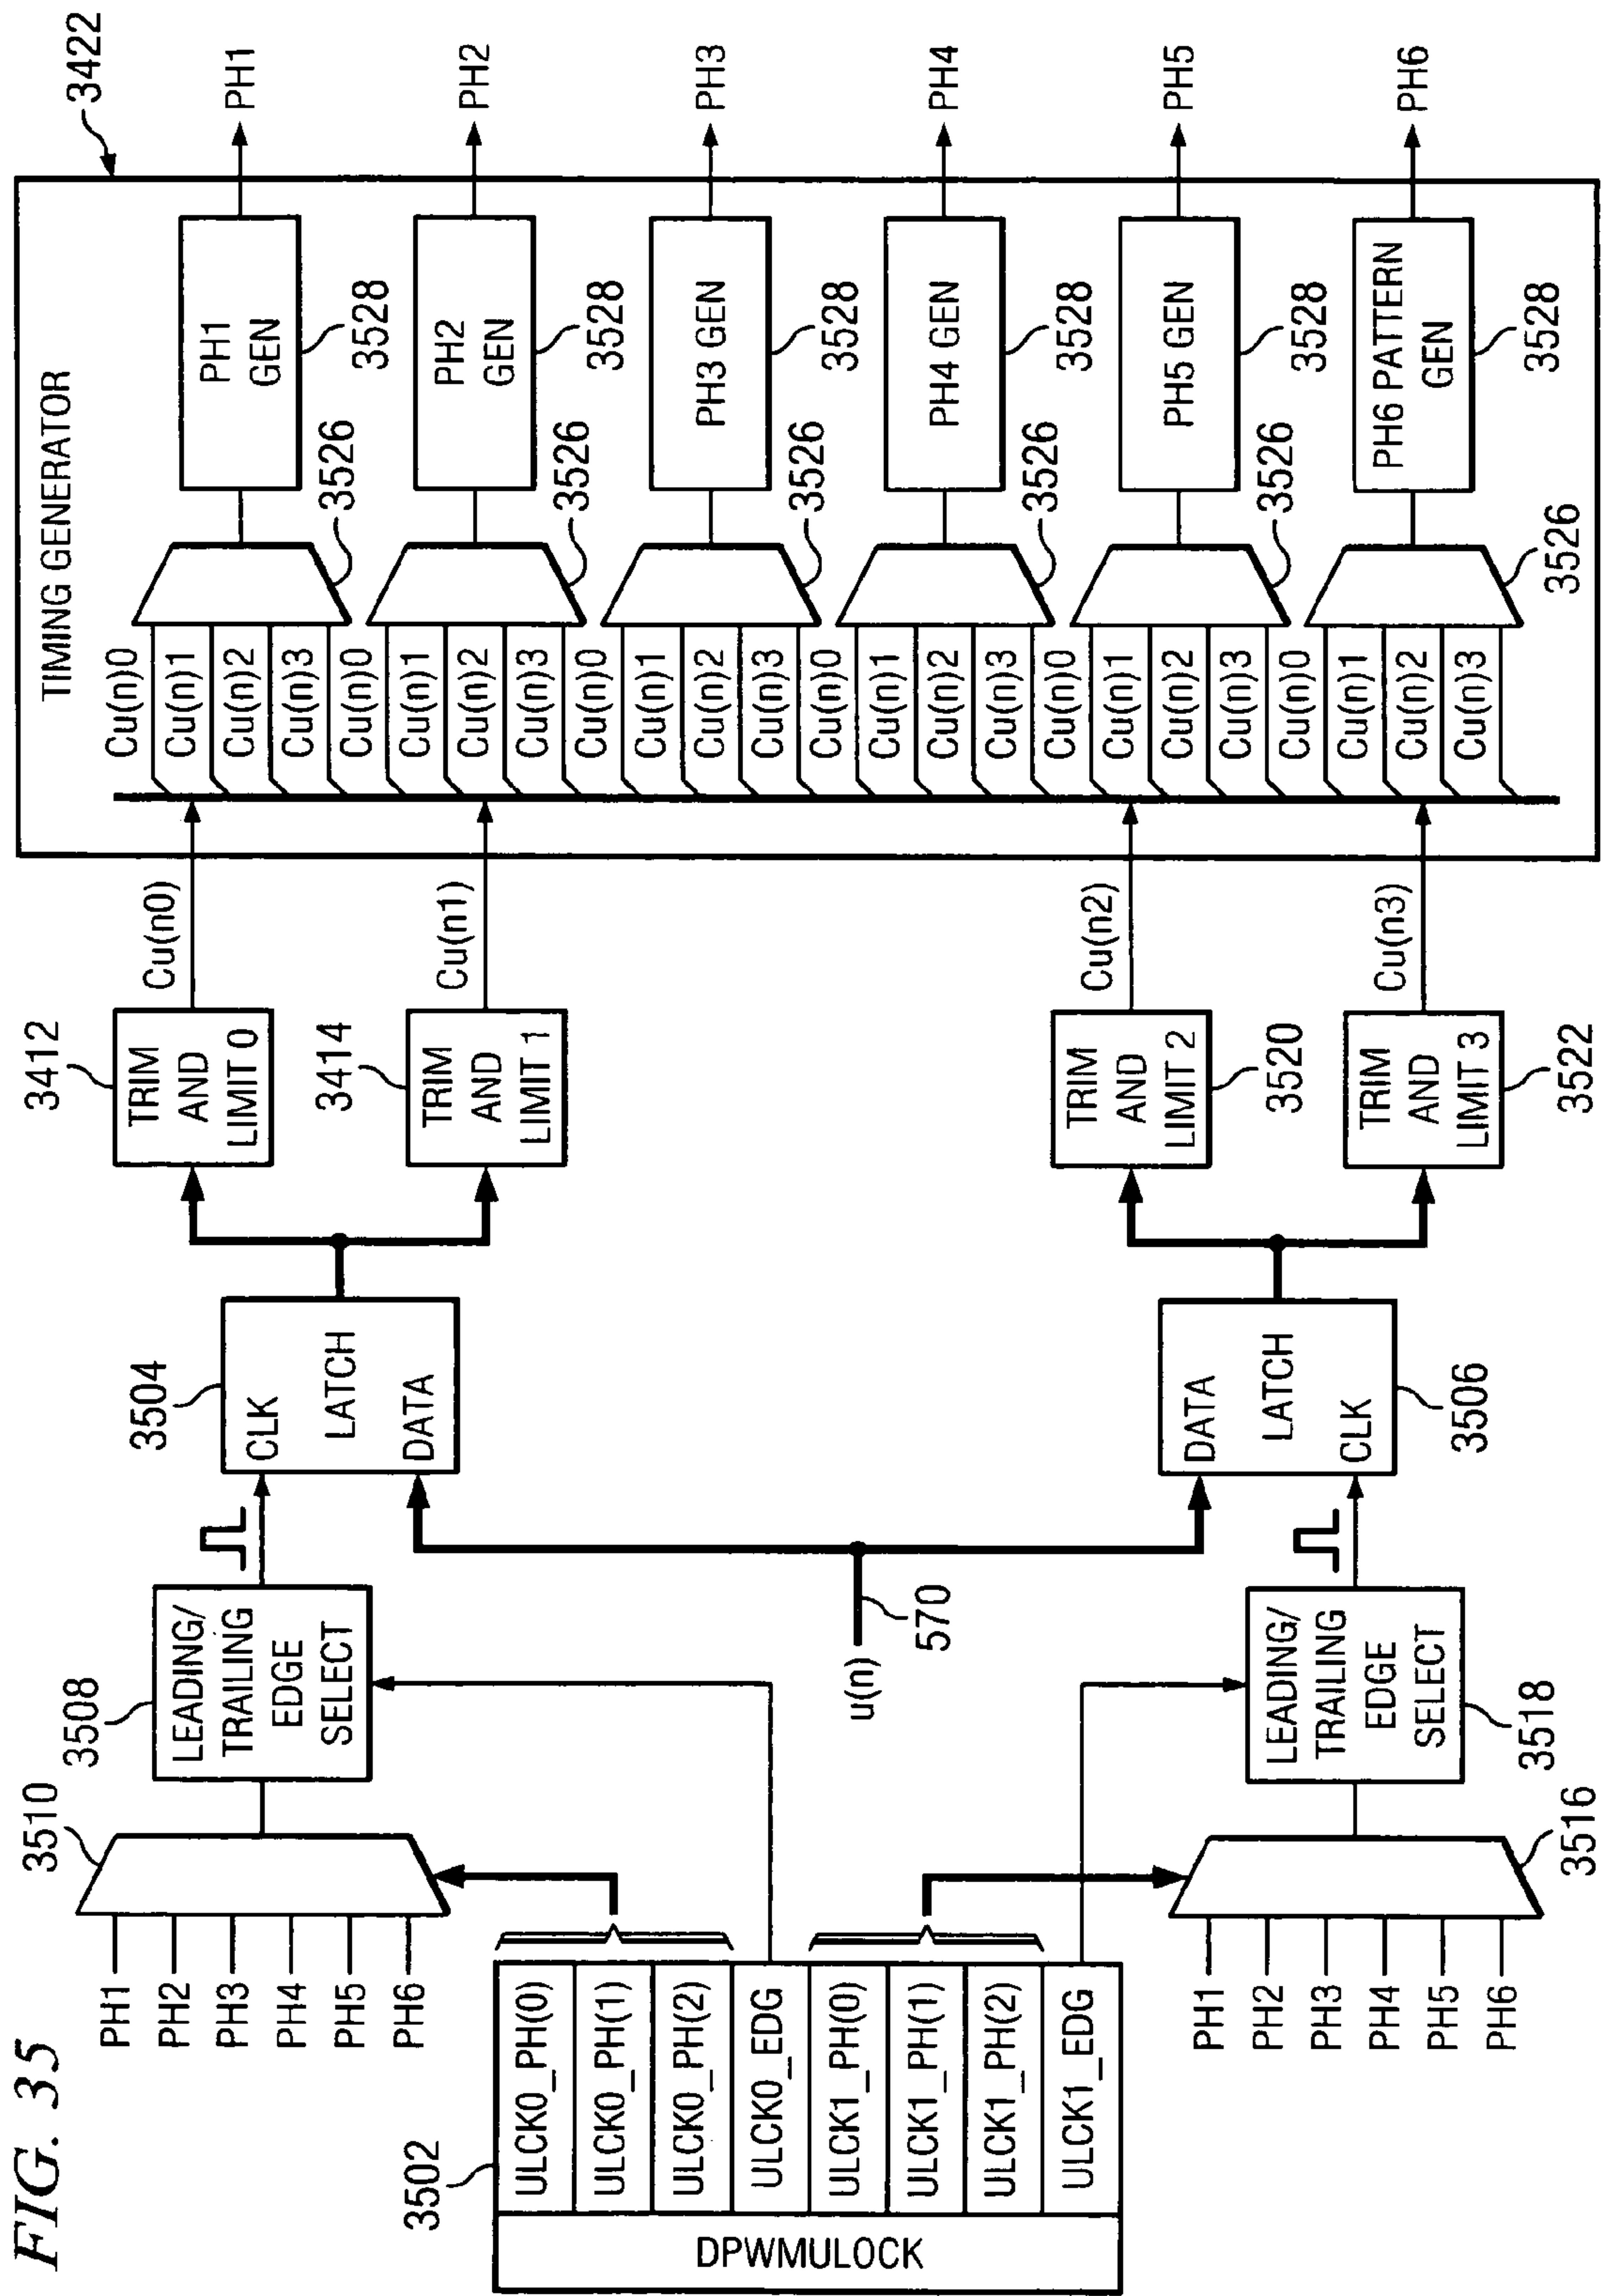 FIG. 35
PH1
PH2
PH3
PH4
PH5
PH6
3510
3508
LEADING/
TRAILING
EDGE
SELECT
3502
DPWMULOCK
ULCK0_PH(0)
ULCK0_PH(1)
ULCK0_PH(2)
ULCK0_EDG
ULCK1_PH(0)
ULCK1_PH(1)
ULCK1_PH(2)
ULCK1_EDG
PH1
PH2
PH3
PH4
PH5
PH6
3516
LEADING/
TRAILING
EDGE
SELECT
3518
u(n)
570
3504
CLK
LATCH
DATA
DATA
LATCH
CLK
3506
3412
TRIM
AND
LIMIT 0
3414
TRIM
AND
LIMIT 1
TRIM
AND
LIMIT 2
3520
TRIM
AND
LIMIT 3
3522
Cu(n0)
Cu(n1)
Cu(n2)
Cu(n3)
TIMING GENERATOR
3422
Cu(n)0
Cu(n)1
Cu(n)2
Cu(n)3
3526
PH1
GEN
3528
PH1
Cu(n)0
Cu(n)1
Cu(n)2
Cu(n)3
3526
PH2
GEN
3528
PH2
Cu(n)0
Cu(n)1
Cu(n)2
Cu(n)3
3526
PH3 GEN
3528
PH3
Cu(n)0
Cu(n)1
Cu(n)2
Cu(n)3
3526
PH4 GEN
3528
PH4
Cu(n)0
Cu(n)1
Cu(n)2
Cu(n)3
3526
PH5 GEN
3528
PH5
Cu(n)0
Cu(n)1
Cu(n)2
Cu(n)3
3526
PH6 PATTERN
GEN
3528
PH6